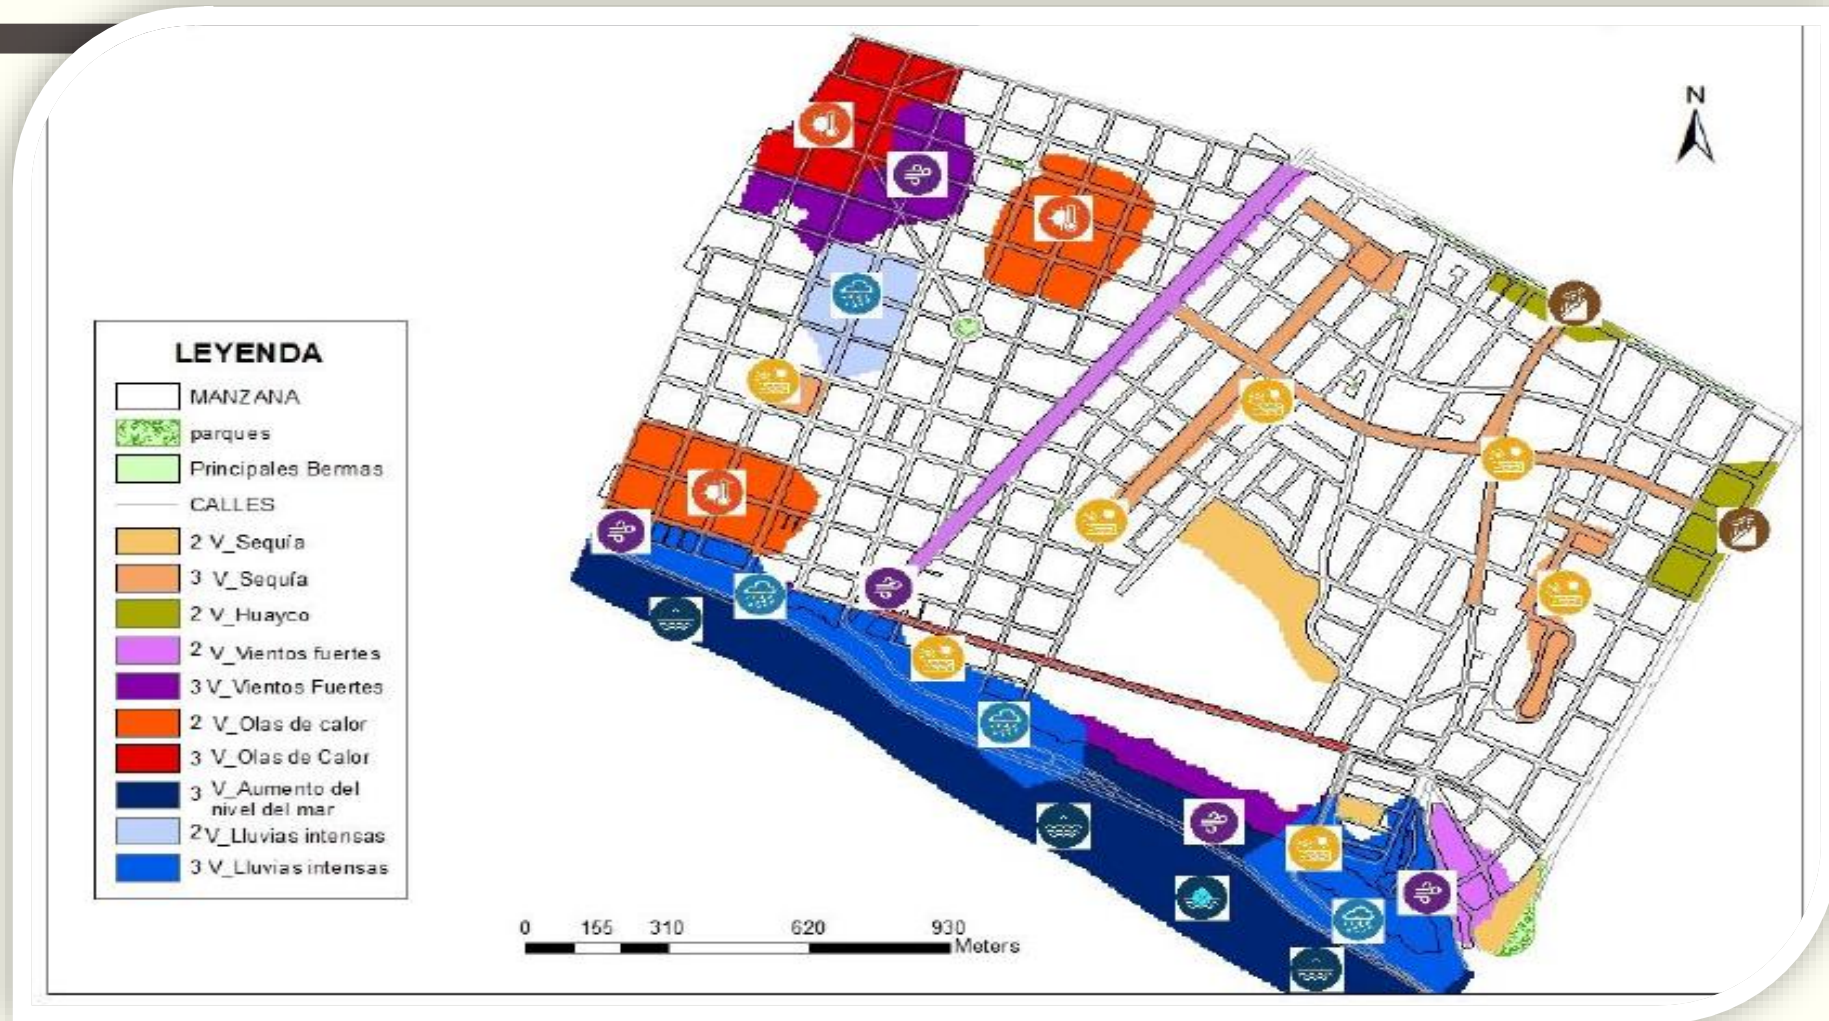 N
LEYENDA
MANZANA
parques
Principales Bermas
CALLES
2 V_Sequía
3 V_Sequía
2 V_Huayco
2 V_Vientos fuertes
3 V_Vientos Fuertes
2 V_Olas de calor
3 V_Olas de Calor
3 V_Aumento del
nivel del mar
2 V_Lluvias intensas
3 V_Lluvias intensas
0 155 310 620 930
Meters